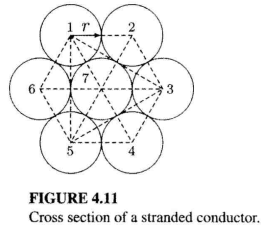 1 r 2
6 7 3
5 4
FIGURE 4.11
Cross section of a stranded conductor.